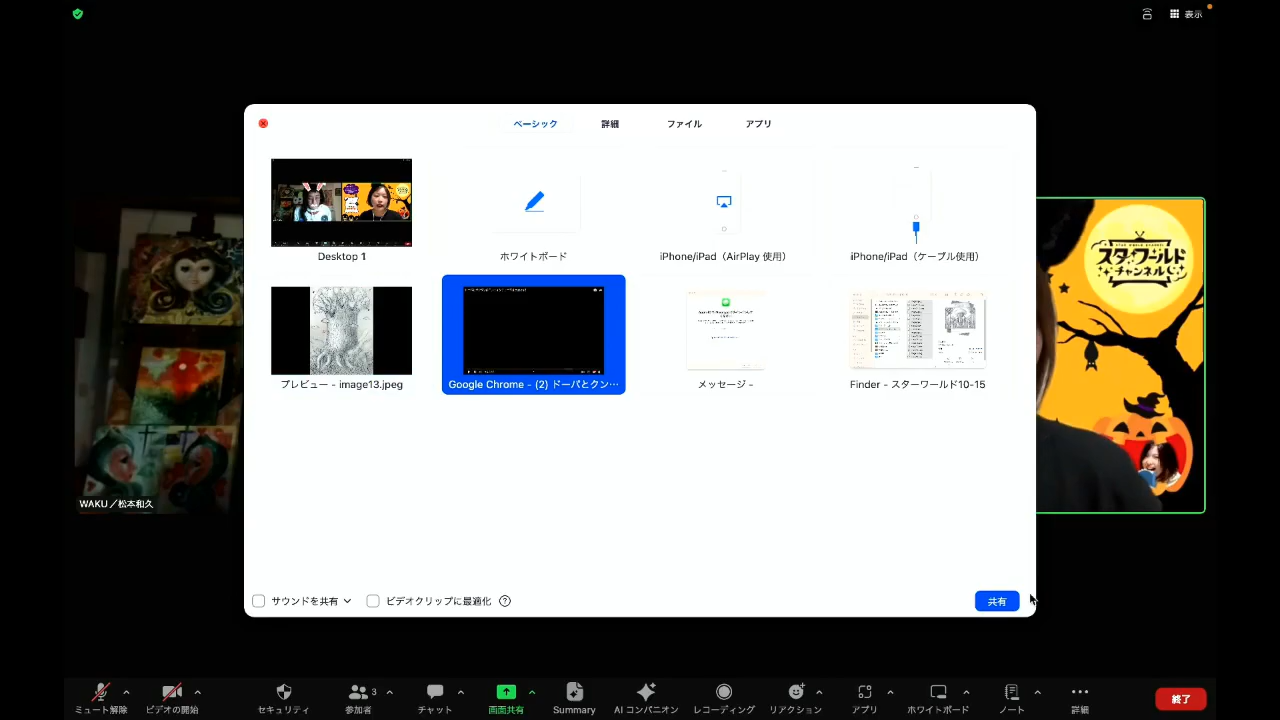 表示
ベーシック
詳細
ファイル
アプリ
Desktop 1
ホワイトボード
iPhone/iPad（AirPlay 使用）
iPhone/iPad（ケーブル使用）
プレビュー - image13.jpeg
Google Chrome - (2) ドーパとクン…
メッセージ -
Finder - スターワールド10-15
スターワールド
チャンネル
WAKU／松本和久
サウンドを共有
ビデオクリップに最適化
?
共有
ミュート解除
ビデオの開始
セキュリティ
3
参加者
チャット
画面共有
Summary
AI コンパニオン
レコーディング
リアクション
アプリ
ホワイトボード
ノート
詳細
終了